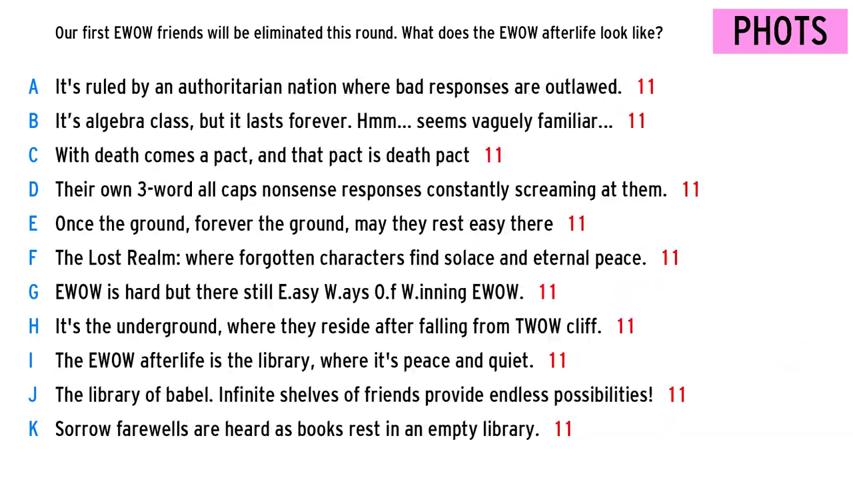 Our first EWOW friends will be eliminated this round. What does the EWOW afterlife look like?
PHOTS
A It's ruled by an authoritarian nation where bad responses are outlawed. 11
B It’s algebra class, but it lasts forever. Hmm... seems vaguely familiar... 11
C With death comes a pact, and that pact is death pact 11
D Their own 3-word all caps nonsense responses constantly screaming at them. 11
E Once the ground, forever the ground, may they rest easy there 11
F The Lost Realm: where forgotten characters find solace and eternal peace. 11
G EWOW is hard but there still E.asy W.ays O.f W.inning EWOW. 11
H It's the underground, where they reside after falling from TWOW cliff. 11
I The EWOW afterlife is the library, where it's peace and quiet. 11
J The library of babel. Infinite shelves of friends provide endless possibilities! 11
K Sorrow farewells are heard as books rest in an empty library. 11